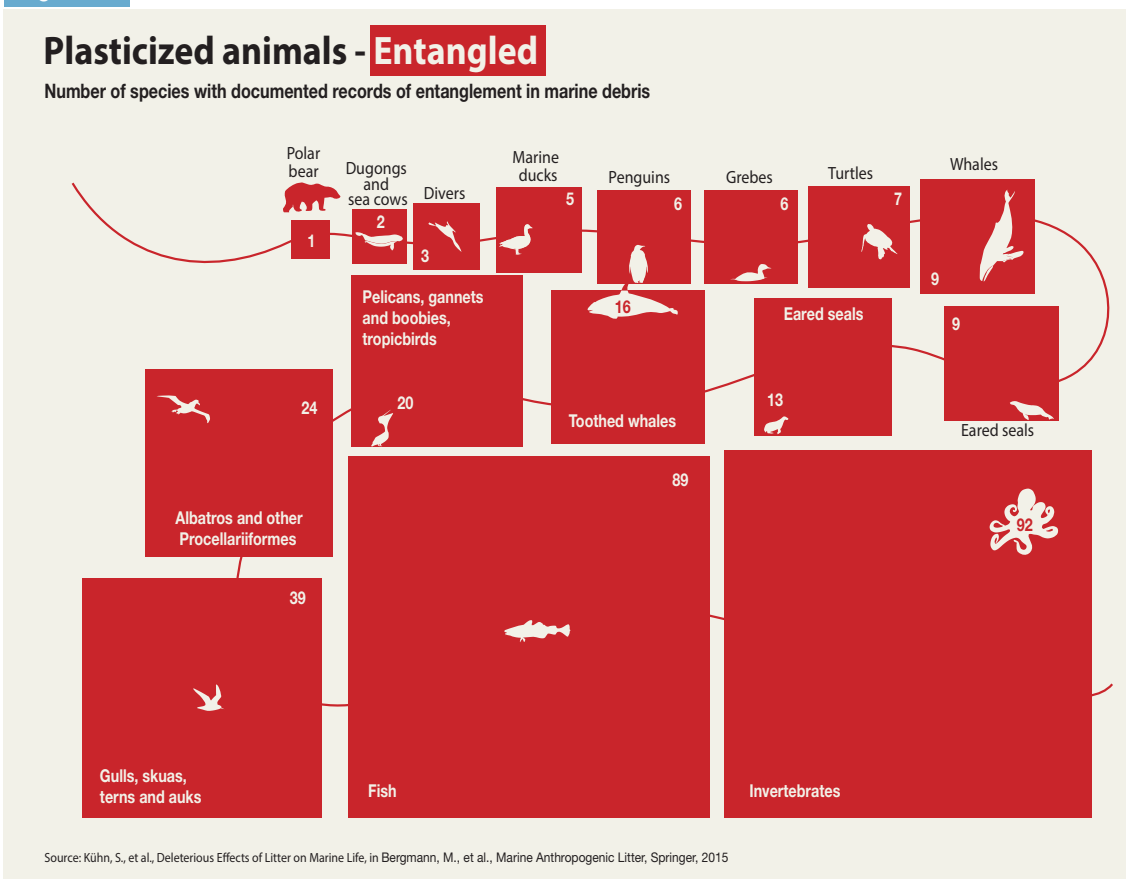 Plasticized animals - Entangled
Number of species with documented records of entanglement in marine debris
Polar
bear
1
Dugongs
and
sea cows
2
Divers
3
Marine
ducks
5
Penguins
6
Grebes
6
Turtles
7
Whales
9
Pelicans, gannets
and boobies,
tropicbirds
20
16
Toothed whales
Eared seals
13
9
Eared seals
24
Albatros and other
Procellariiformes
39
Gulls, skuas,
terns and auks
89
Fish
92
Invertebrates
Source: Kühn, S., et al., Deleterious Effects of Litter on Marine Life, in Bergmann, M., et al., Marine Anthropogenic Litter, Springer, 2015